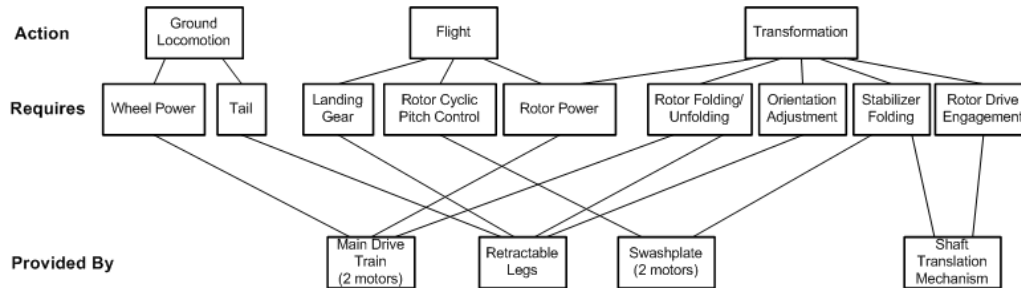 Action
Ground
Locomotion
Flight
Transformation
Requires
Wheel Power
Tail
Landing
Gear
Rotor Cyclic
Pitch Control
Rotor Power
Rotor Folding/
Unfolding
Orientation
Adjustment
Stabilizer
Folding
Rotor Drive
Engagement
Provided By
Main Drive
Train
(2 motors)
Retractable
Legs
Swashplate
(2 motors)
Shaft
Translation
Mechanism